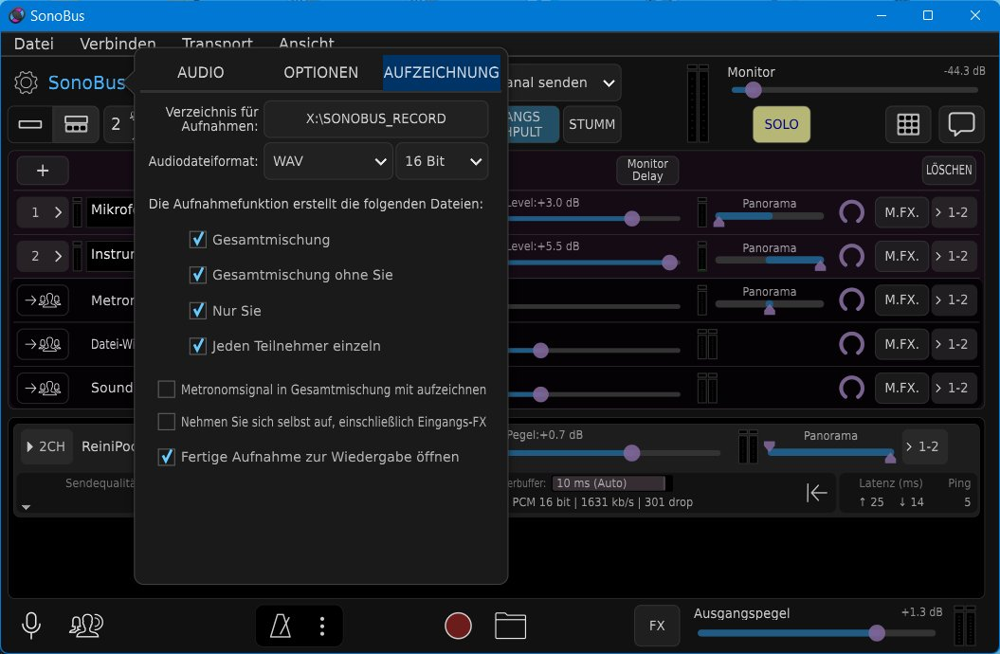 SonoBus
Datei Verbinden Transport Ansicht
SonoBus
AUDIO OPTIONEN AUFZEICHNUNG
anal senden
Monitor -44.3 dB
2
ANGS
HPULT
STUMM
SOLO
Verzeichnis für
Aufnahmen:
X:\SONOBUS_RECORD
Audiodateiformat: WAV 16 Bit
Die Aufnahmefunktion erstellt die folgenden Dateien:
Gesamtmischung
Gesamtmischung ohne Sie
Nur Sie
Jeden Teilnehmer einzeln
Metronomsignal in Gesamtmischung mit aufzeichnen
Nehmen Sie sich selbst auf, einschließlich Eingangs-FX
Fertige Aufnahme zur Wiedergabe öffnen
+
Monitor
Delay
LÖSCHEN
1 > Mikrof Level:+3.0 dB Panorama M.FX. > 1-2
2 > Instrur Level:+5.5 dB Panorama M.FX. > 1-2
Metror Panorama M.FX. > 1-2
Datei-Wi M.FX. > 1-2
Sound M.FX. > 1-2
2CH ReiniPo Pegel:+0.7 dB Panorama > 1-2
Sendequalitä erbuffer: 10 ms (Auto) Latenz (ms) Ping
PCM 16 bit | 1631 kb/s | 301 drop ↑ 25 ↓ 14 5
FX Ausgangspegel +1.3 dB